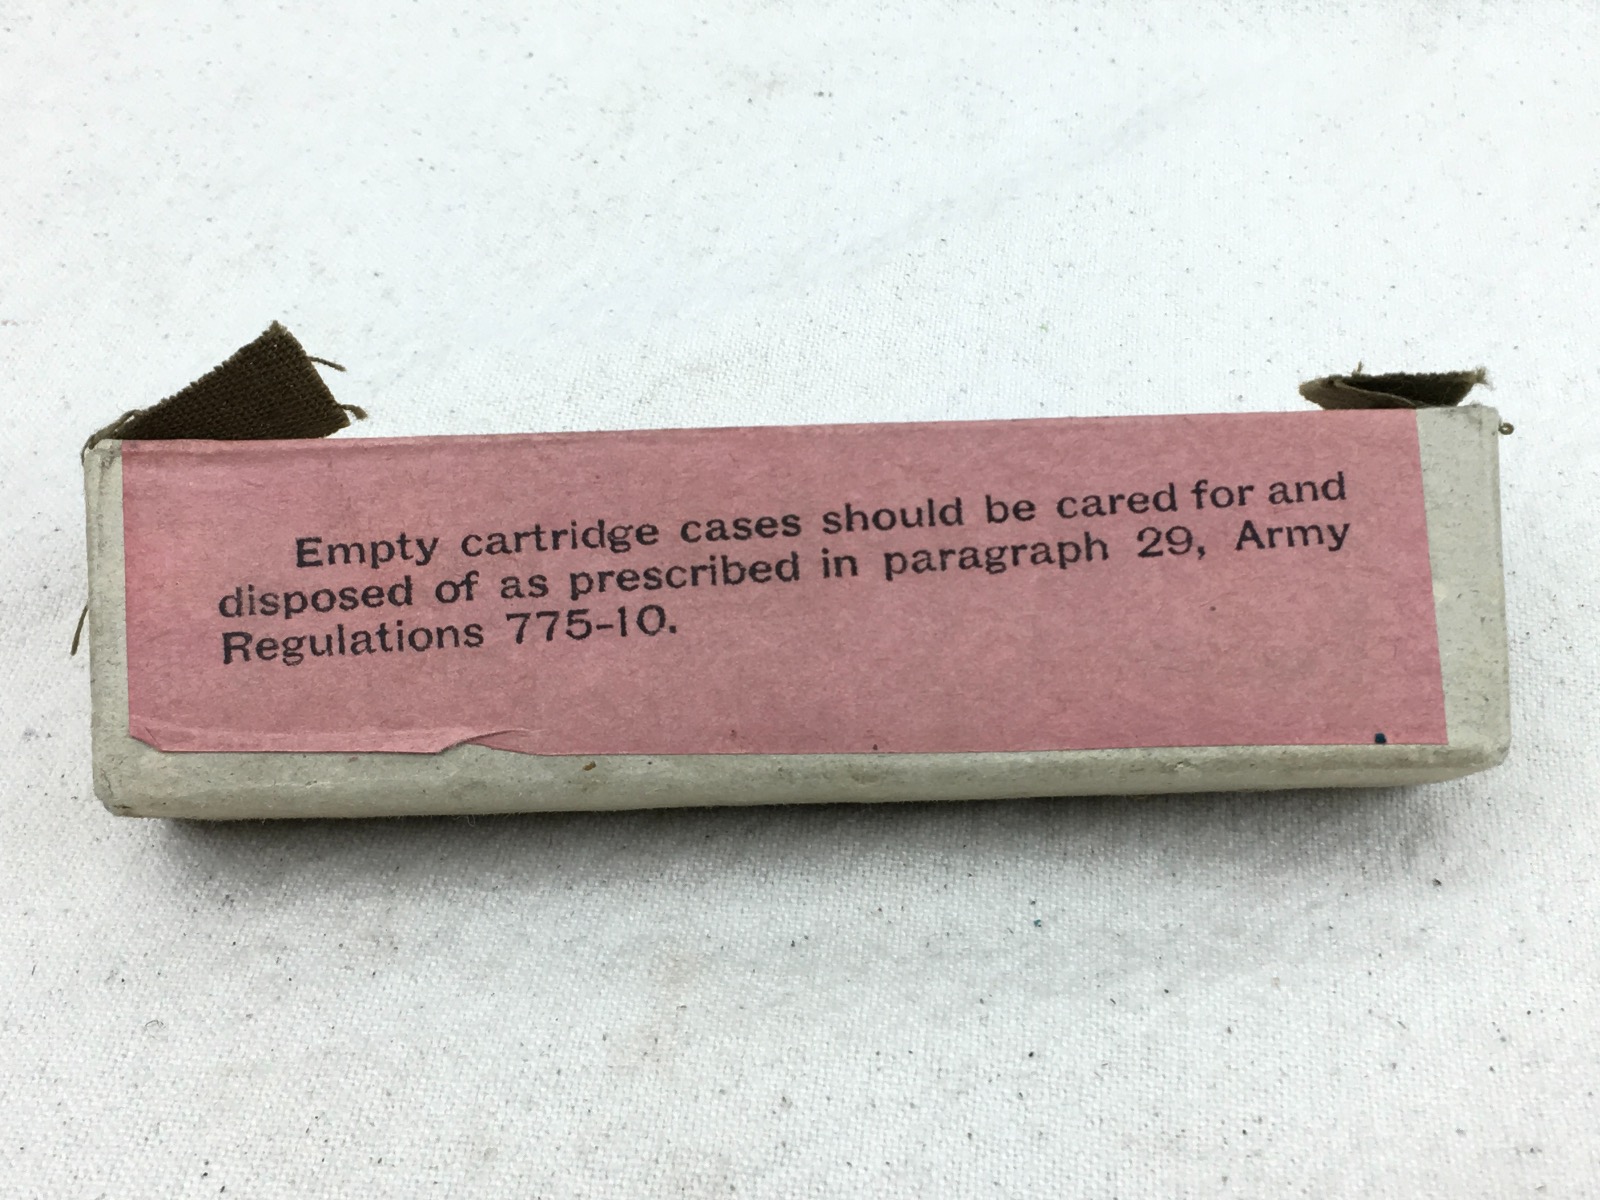 Empty cartridge cases should be cared for and
disposed of as prescribed in paragraph 29, Army
Regulations 775-10.